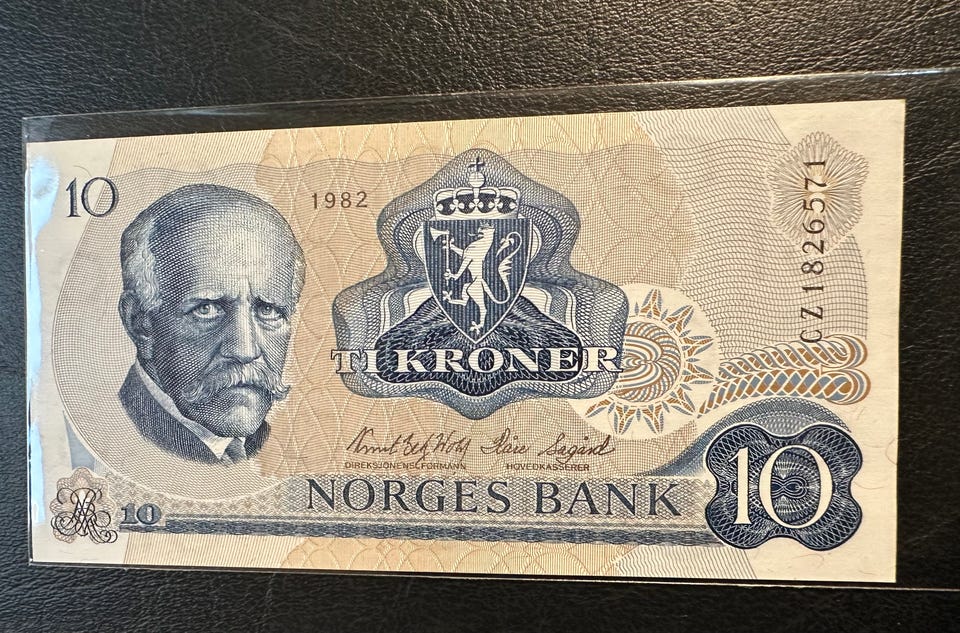 10
1982
CZ1826571
TI KRONER
DIREKSJONENS FORMANN
HOVEDKASSERER
NORGES BANK
10
10